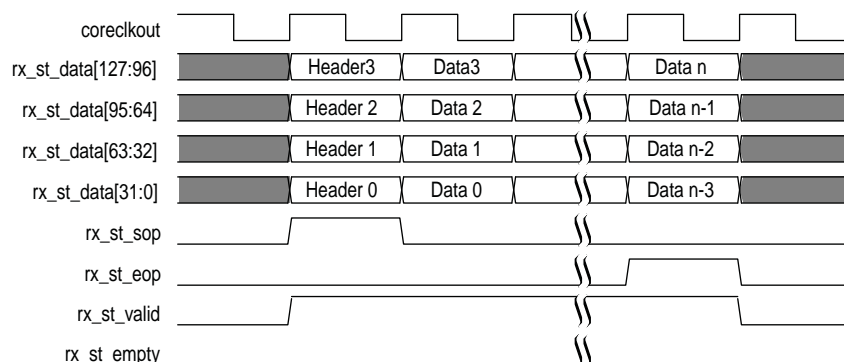 coreclkout
rx_st_data[127:96] Header3 Data3 Data n
rx_st_data[95:64] Header 2 Data 2 Data n-1
rx_st_data[63:32] Header 1 Data 1 Data n-2
rx_st_data[31:0] Header 0 Data 0 Data n-3
rx_st_sop
rx_st_eop
rx_st_valid
rx_st_empty